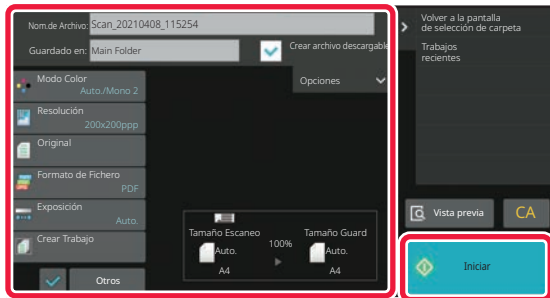 Nom.de Archivo:
Scan_20210408_115254
Guardado en:
Main Folder
Crear archivo descargable
Modo Color
Auto./Mono 2
Opciones
Resolución
200x200ppp
Original
Formato de Fichero
PDF
Exposición
Auto.
Crear Trabajo
Otros
Tamaño Escaneo
100%
Tamaño Guard
Auto.
Auto.
A4
A4
Volver a la pantalla
de selección de carpeta
Trabajos
recientes
Vista previa
CA
Iniciar